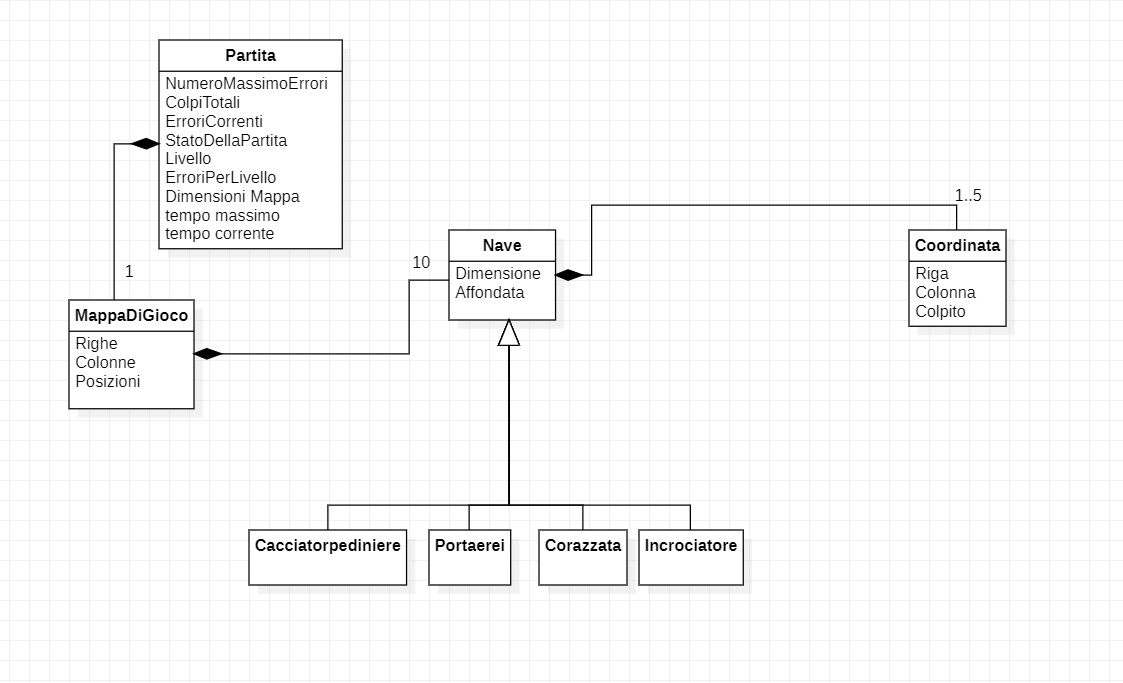 Partita
NumeroMassimoErrori
ColpiTotali
ErroriCorrenti
StatoDellaPartita
Livello
ErroriPerLivello
Dimensioni Mappa
tempo massimo
tempo corrente
1
MappaDiGioco
Righe
Colonne
Posizioni
10
Nave
Dimensione
Affondata
1..5
Coordinata
Riga
Colonna
Colpito
Cacciatorpediniere
Portaerei
Corazzata
Incrociatore